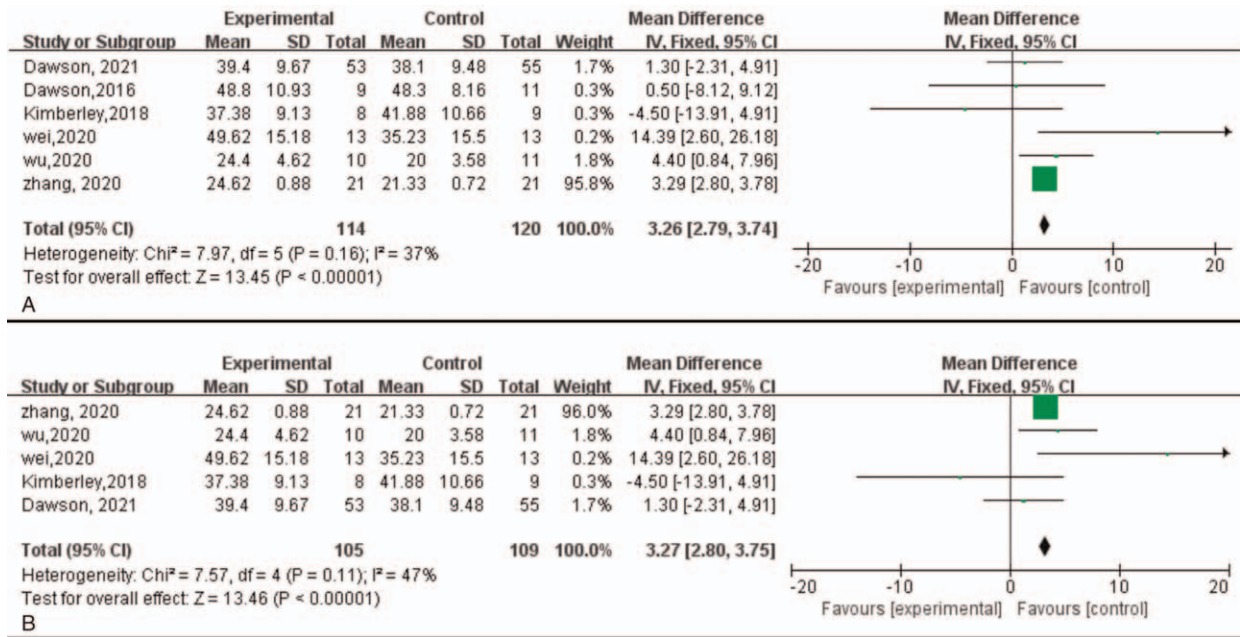 Experimental Control Mean Difference Mean Difference
Study or Subgroup Mean SD Total Mean SD Total Weight IV, Fixed, 95% CI IV, Fixed, 95% CI
Dawson, 2021 39.4 9.67 53 38.1 9.48 55 1.7% 1.30 [-2.31, 4.91]
Dawson,2016 48.8 10.93 9 48.3 8.16 11 0.3% 0.50 [-8.12, 9.12]
Kimberley,2018 37.38 9.13 8 41.88 10.66 9 0.3% -4.50 [-13.91, 4.91]
wei,2020 49.62 15.18 13 35.23 15.5 13 0.2% 14.39 [2.60, 26.18]
wu,2020 24.4 4.62 10 20 3.58 11 1.8% 4.40 [0.84, 7.96]
zhang, 2020 24.62 0.88 21 21.33 0.72 21 95.8% 3.29 [2.80, 3.78]
Total (95% CI) 114 120 100.0% 3.26 [2.79, 3.74]
Heterogeneity: Chi² = 7.97, df = 5 (P = 0.16); I² = 37%
Test for overall effect: Z = 13.45 (P < 0.00001)
-20 -10 0 10 20
Favours [experimental] Favours [control]
A
Experimental Control Mean Difference Mean Difference
Study or Subgroup Mean SD Total Mean SD Total Weight IV, Fixed, 95% CI IV, Fixed, 95% CI
zhang, 2020 24.62 0.88 21 21.33 0.72 21 96.0% 3.29 [2.80, 3.78]
wu,2020 24.4 4.62 10 20 3.58 11 1.8% 4.40 [0.84, 7.96]
wei,2020 49.62 15.18 13 35.23 15.5 13 0.2% 14.39 [2.60, 26.18]
Kimberley,2018 37.38 9.13 8 41.88 10.66 9 0.3% -4.50 [-13.91, 4.91]
Dawson, 2021 39.4 9.67 53 38.1 9.48 55 1.7% 1.30 [-2.31, 4.91]
Total (95% CI) 105 109 100.0% 3.27 [2.80, 3.75]
Heterogeneity: Chi² = 7.57, df = 4 (P = 0.11); I² = 47%
Test for overall effect: Z = 13.46 (P < 0.00001)
-20 -10 0 10 20
Favours [experimental] Favours [control]
B